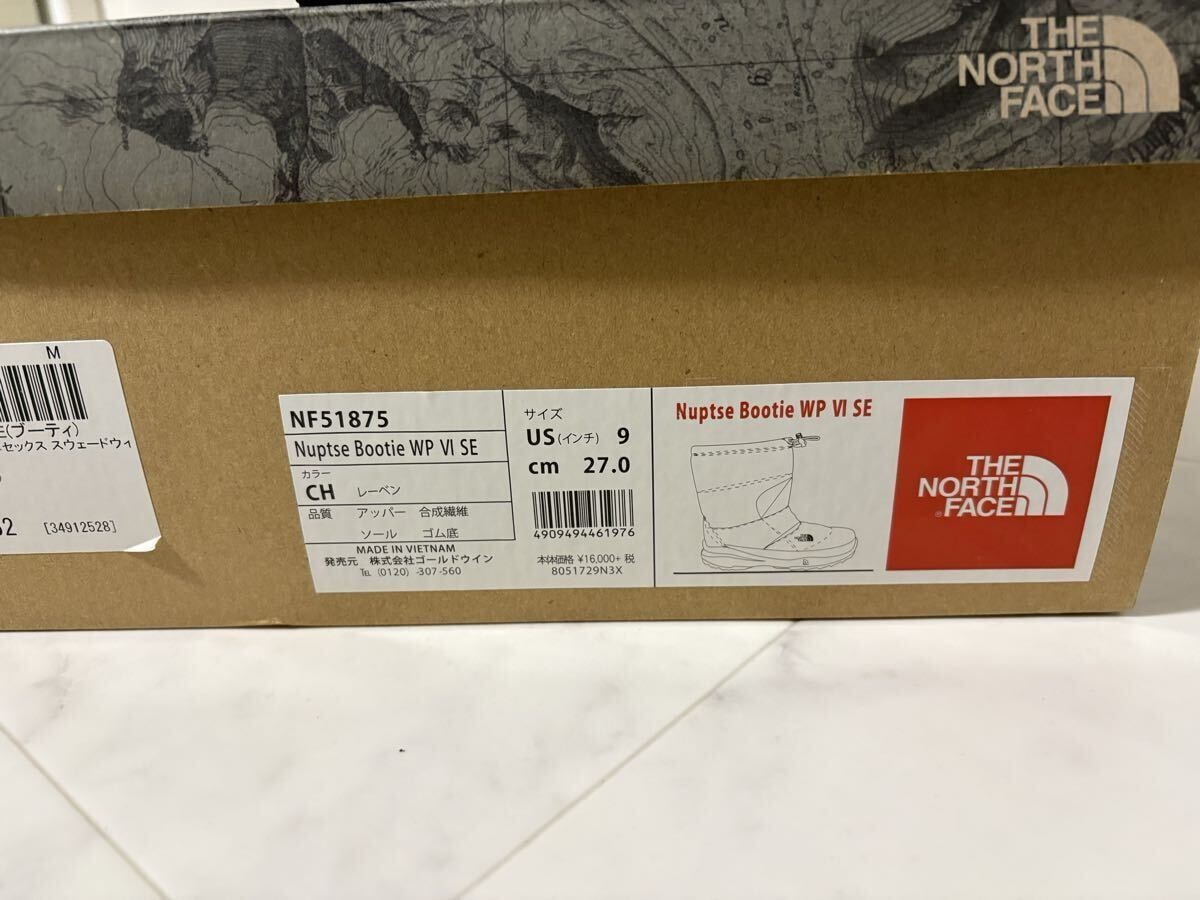 THE
NORTH
FACE
M
(ブーティ)
セックス スウェードウィ
[34912528]
NF51875
Nuptse Bootie WP VI SE
カラー
CH レーベン
品質 アッパー 合成繊維
ソール ゴム底
MADE IN VIETNAM
発売元 株式会社ゴールドウイン
TEL (0120) -307-560
サイズ
US (インチ) 9
cm 27.0
4909494461976
本体価格 ¥16,000+ 税
8051729N3X
Nuptse Bootie WP VI SE
THE
NORTH
FACE
THE
NORTH
FACE